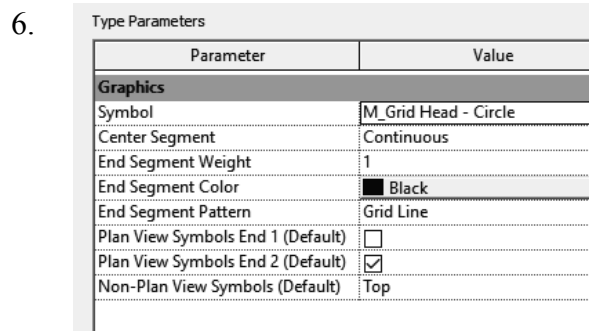 6.
Type Parameters
Parameter Value
Graphics
Symbol M_Grid Head - Circle
Center Segment Continuous
End Segment Weight 1
End Segment Color Black
End Segment Pattern Grid Line
Plan View Symbols End 1 (Default)
Plan View Symbols End 2 (Default)
Non-Plan View Symbols (Default) Top